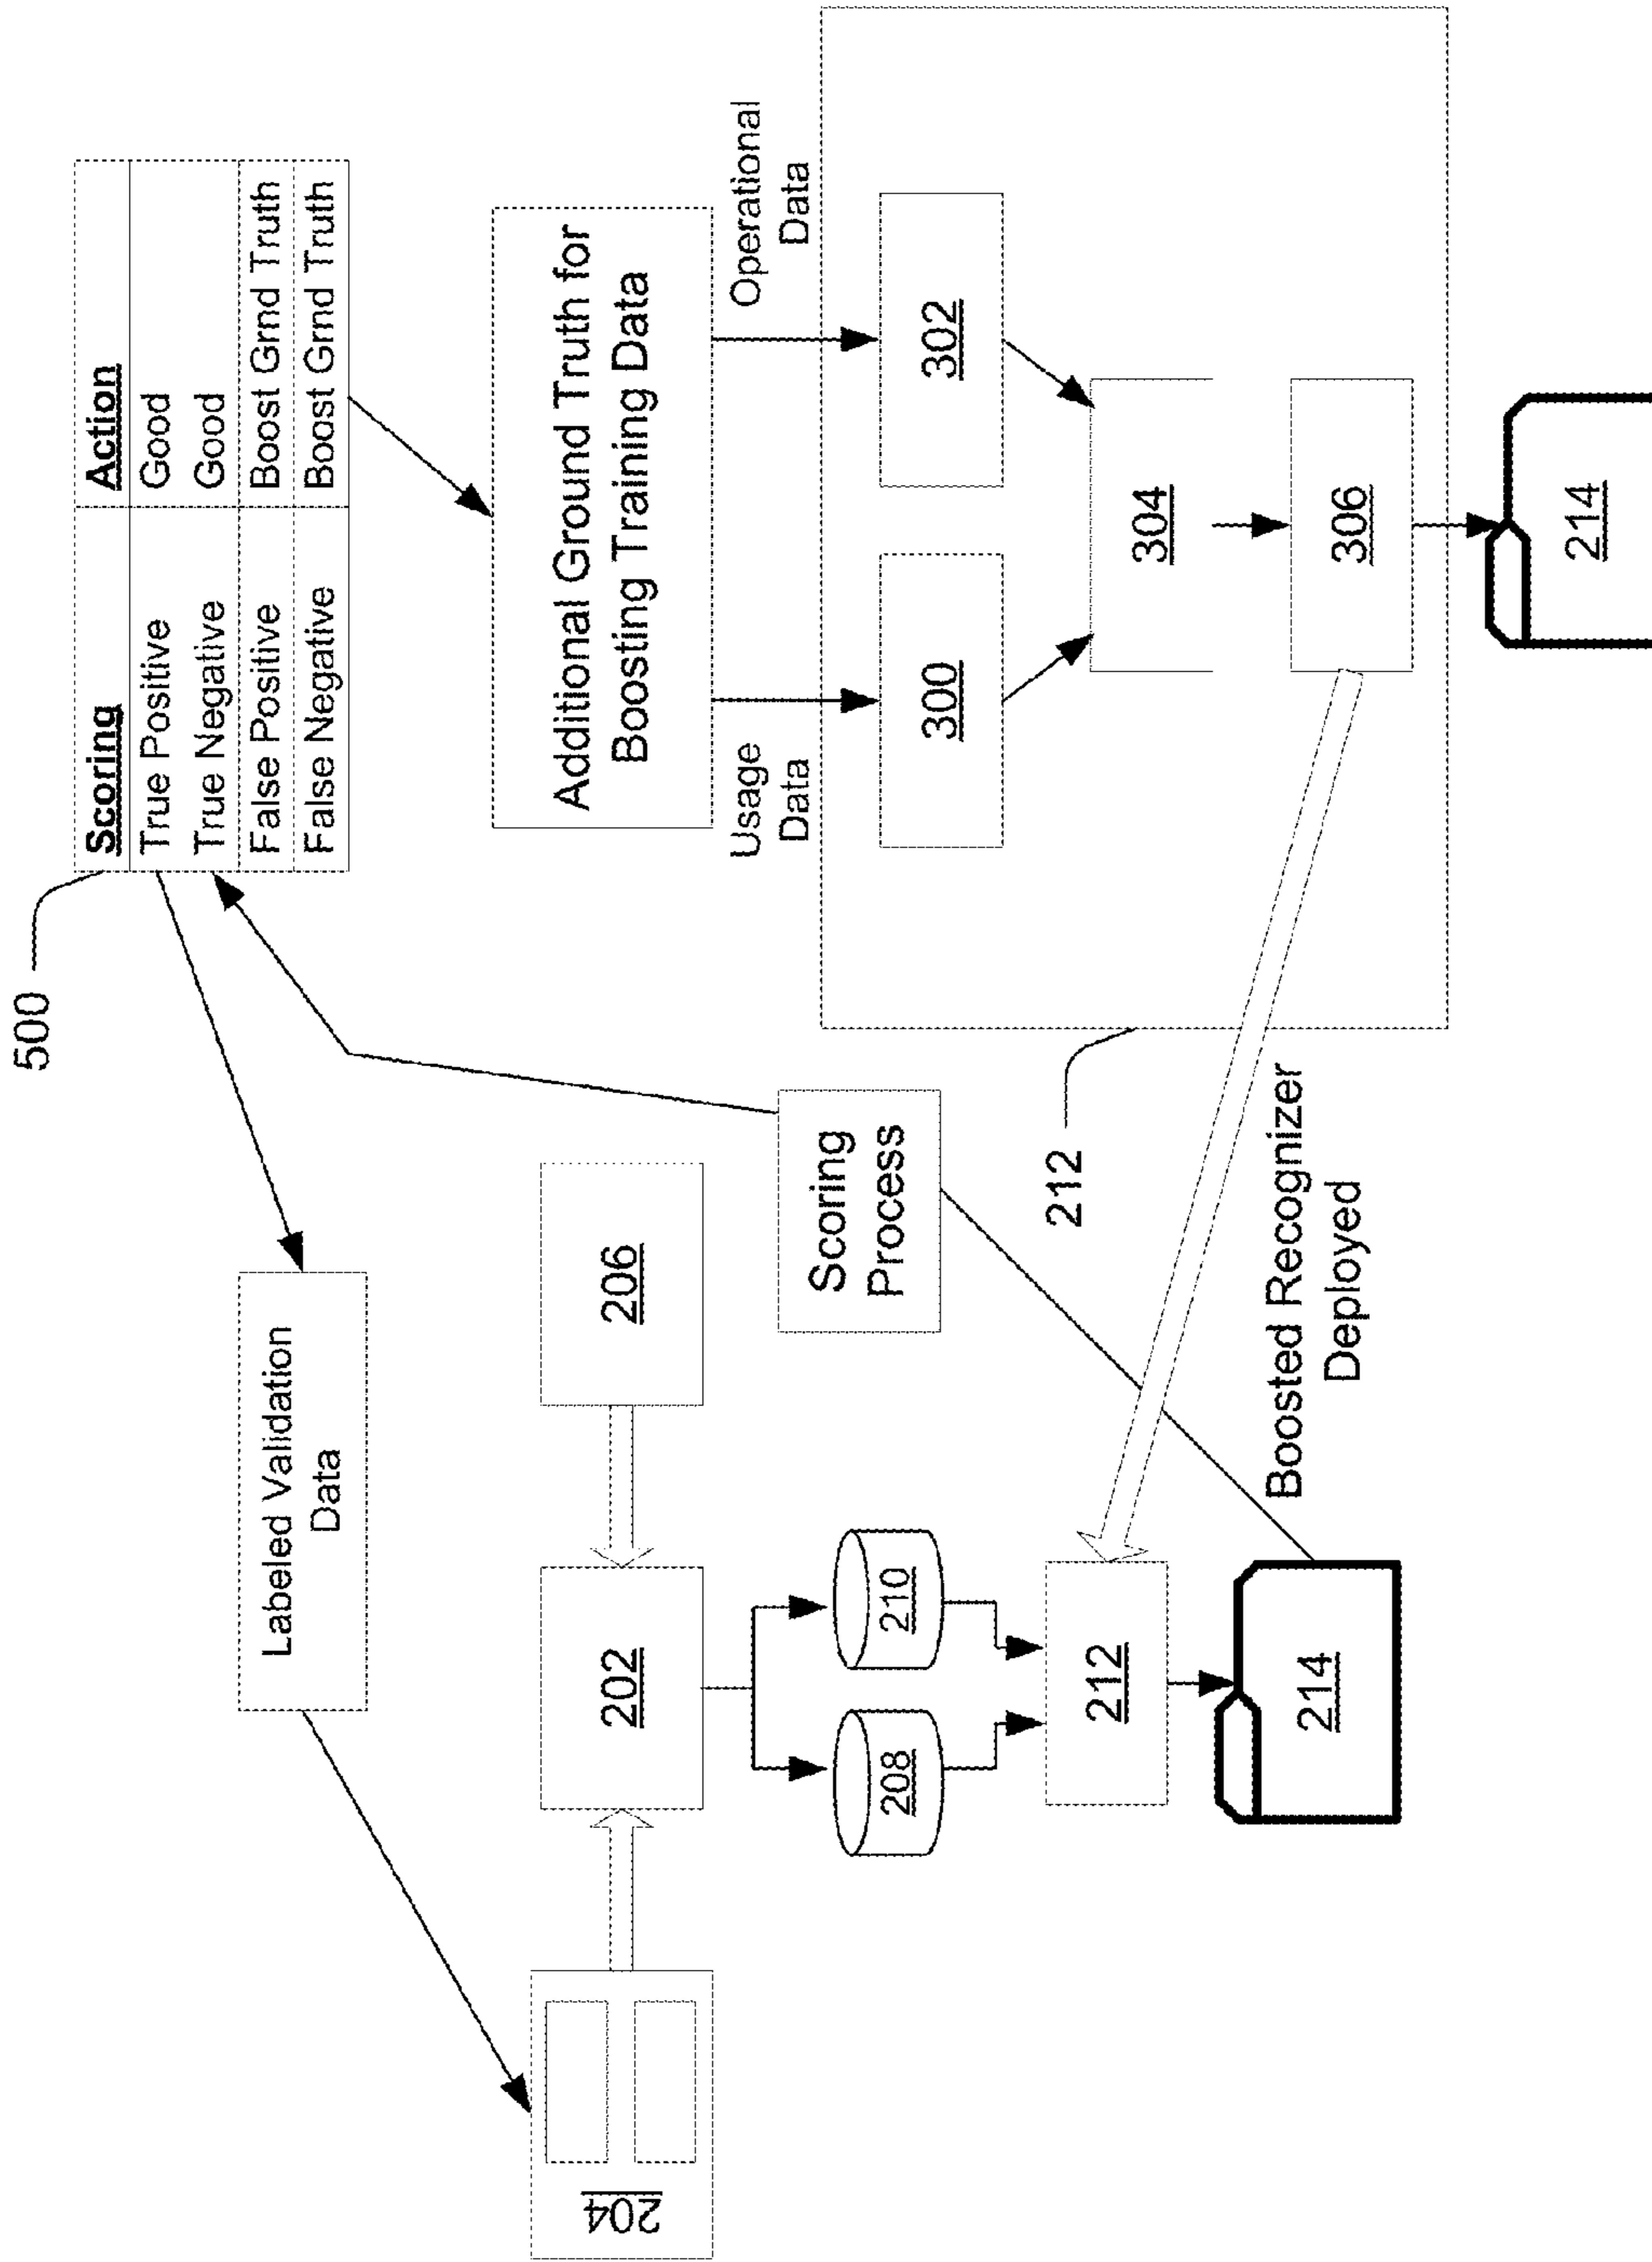 500
Scoring Action
True Positive Good
True Negative Good
False Positive Boost Grnd Truth
False Negative Boost Grnd Truth
Labeled Validation
Data
Additional Ground Truth for
Boosting Training Data
204
202
206
208
210
Scoring
Process
Usage
Data
Operational
Data
300
302
212
212
304
Boosted Recognizer
Deployed
306
214
214